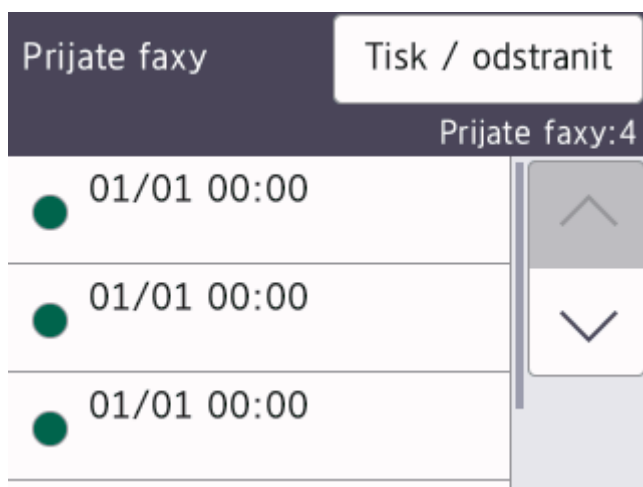 Prijate faxy
Tisk / odstranit
Prijate faxy:4
01/01 00:00
01/01 00:00
01/01 00:00